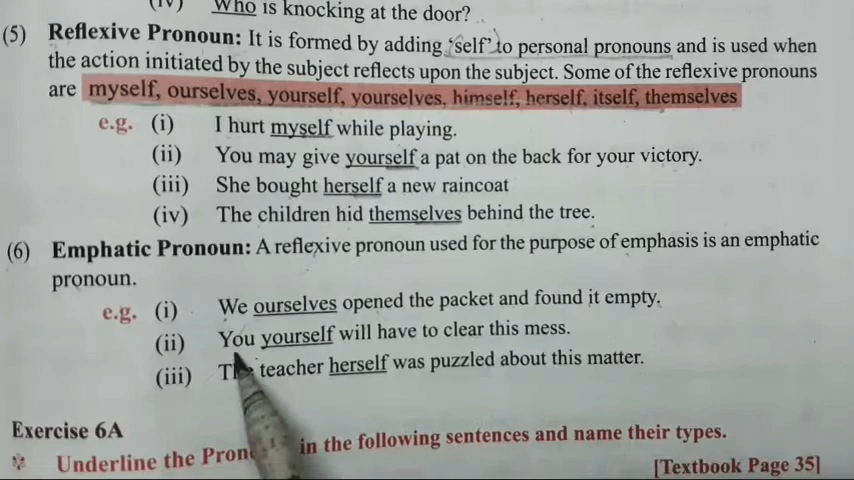 (iv) Who is knocking at the door?
(5) Reflexive Pronoun: It is formed by adding 'self' to personal pronouns and is used when
the action initiated by the subject reflects upon the subject. Some of the reflexive pronouns
are myself, ourselves, yourself, yourselves, himself, herself, itself, themselves
e.g. (i) I hurt myself while playing.
(ii) You may give yourself a pat on the back for your victory.
(iii) She bought herself a new raincoat
(iv) The children hid themselves behind the tree.
(6) Emphatic Pronoun: A reflexive pronoun used for the purpose of emphasis is an emphatic
pronoun.
e.g. (i) We ourselves opened the packet and found it empty.
(ii) You yourself will have to clear this mess.
(iii) teacher herself was puzzled about this matter.
Exercise 6A
Underline the in the following sentences and name their types.
[Textbook Page 35]